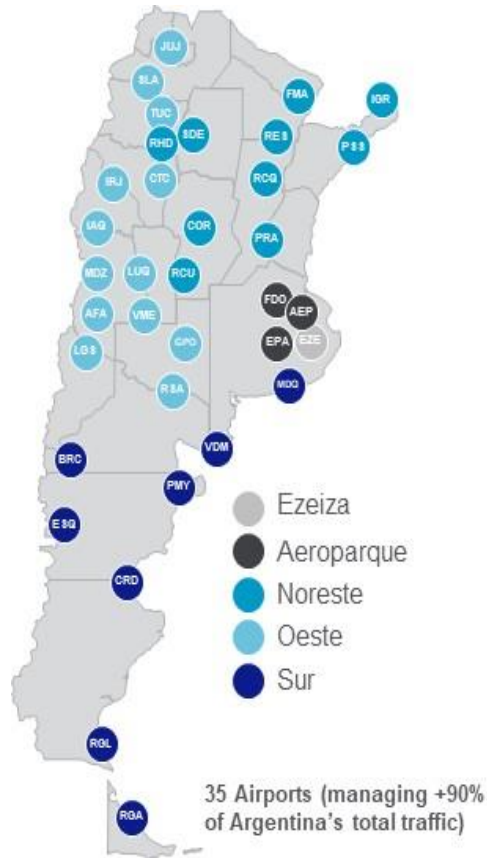 JUJ
SLA
FMA
IGR
TUC
RHD
SDE
RES
PSS
IRJ
CTC
RCQ
IAQ
COR
PRA
MDZ
LUQ
RCU
FDO
AEP
AFA
VME
LGS
GPO
EPA
EZE
RSA
MDQ
VDM
BRC
PMY
ESQ
CRD
RGL
RGA
Ezeiza
Aeroparque
Noreste
Oeste
Sur
35 Airports (managing +90%
of Argentina's total traffic)